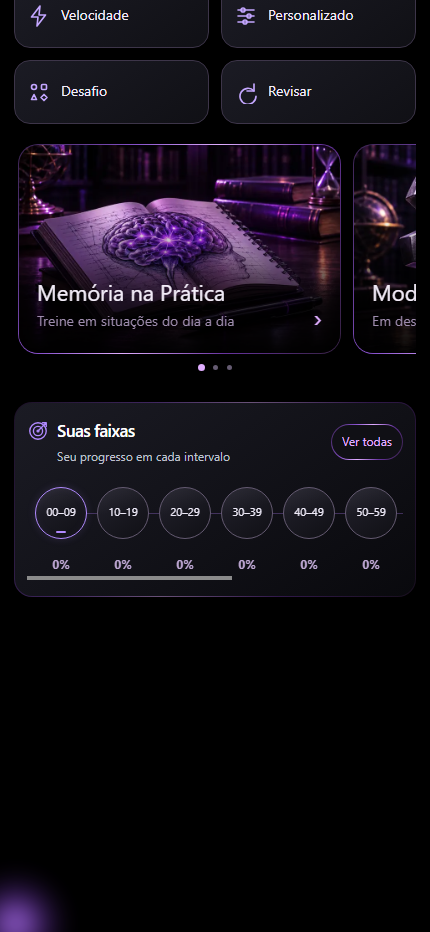 Velocidade
Personalizado
Desafio
Revisar
Memória na Prática
Treine em situações do dia a dia
Mod
Em des
Suas faixas
Ver todas
Seu progresso em cada intervalo
00–09
10–19
20–29
30–39
40–49
50–59
0%
0%
0%
0%
0%
0%